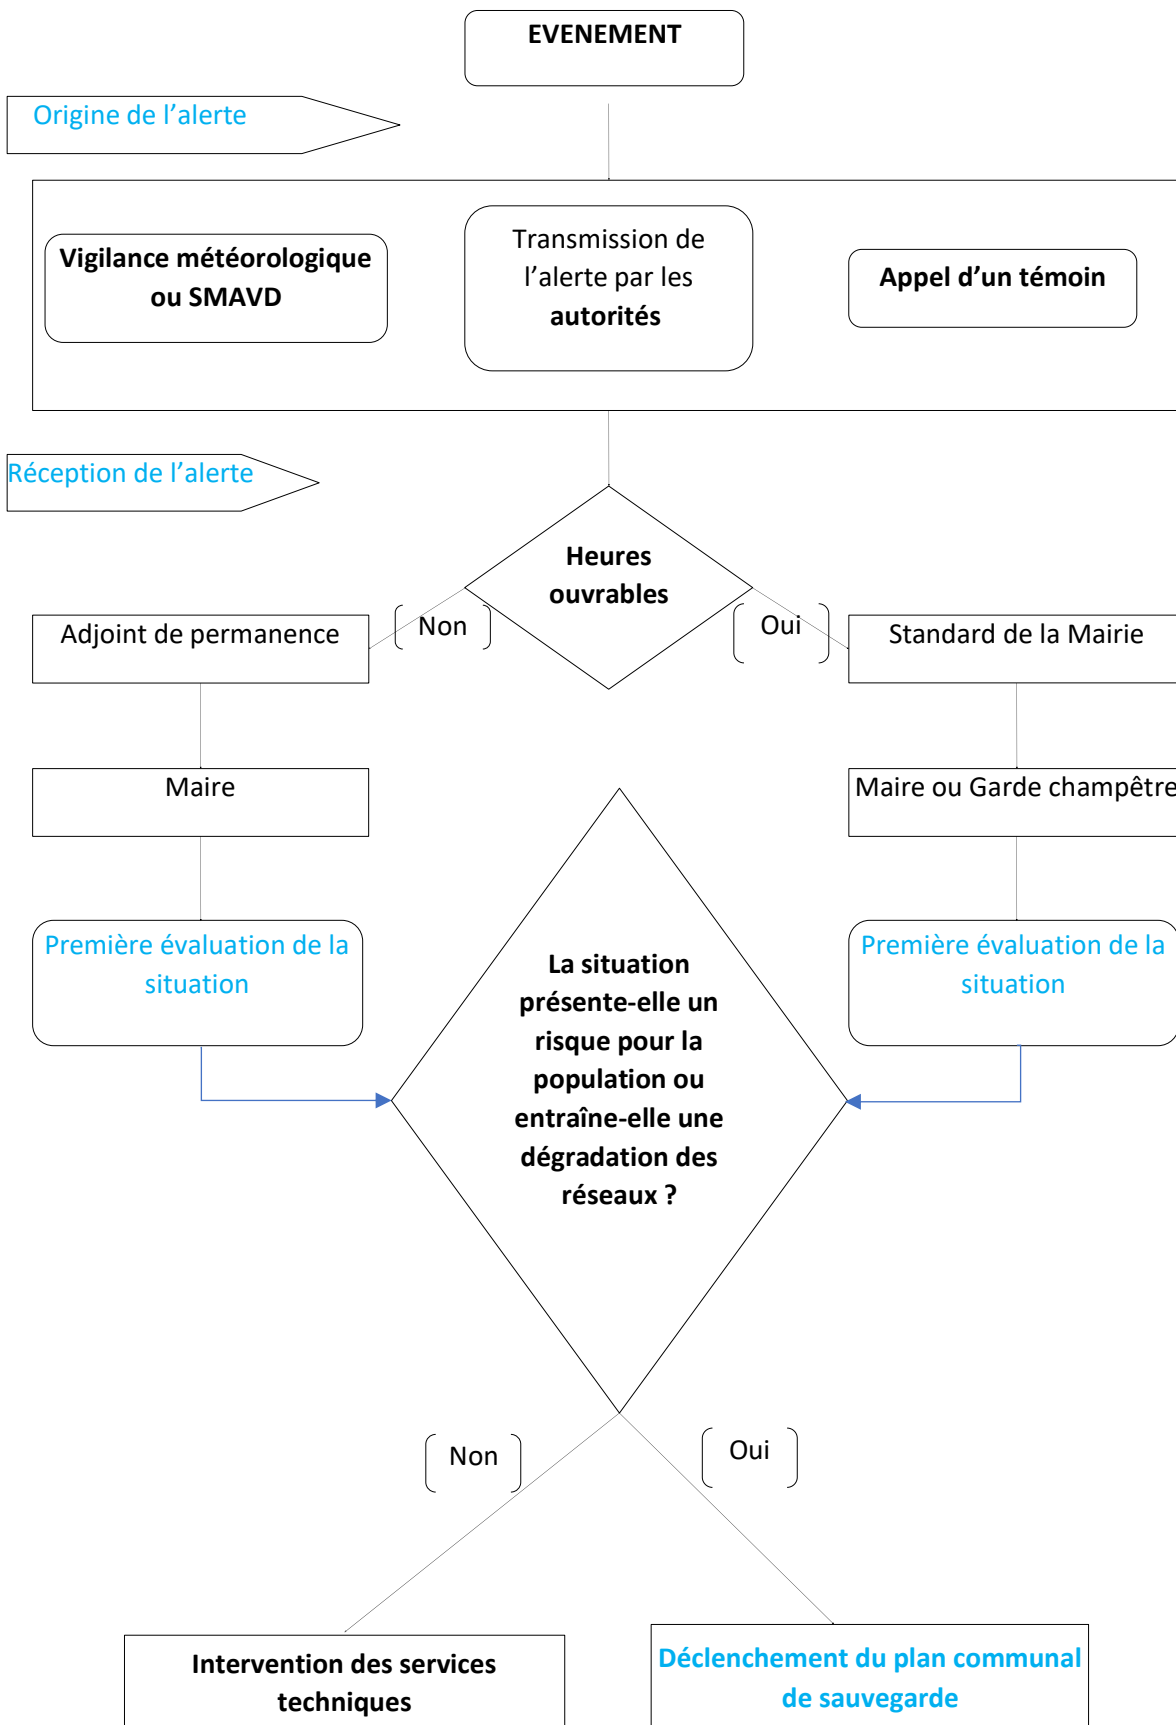 EVENEMENT
Origine de l’alerte
Vigilance météorologique
ou SMAVD
Transmission de
l’alerte par les
autorités
Appel d’un témoin
Réception de l’alerte
Heures
ouvrables
Non
Oui
Adjoint de permanence
Standard de la Mairie
Maire
Maire ou Garde champêtre
Première évaluation de la
situation
Première évaluation de la
situation
La situation
présente-elle un
risque pour la
population ou
entraîne-elle une
dégradation des
réseaux ?
Non
Oui
Intervention des services
techniques
Déclenchement du plan communal
de sauvegarde